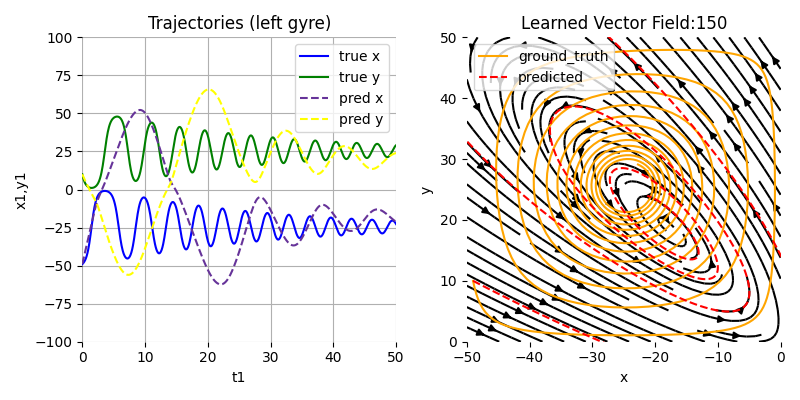 Trajectories (left gyre)
100
75
50
25
0
−25
−50
−75
−100
x1,y1
0
10
20
30
40
50
t1
true x
true y
pred x
pred y
Learned Vector Field:150
50
40
30
20
10
0
y
−50
−40
−30
−20
−10
0
x
ground_truth
predicted